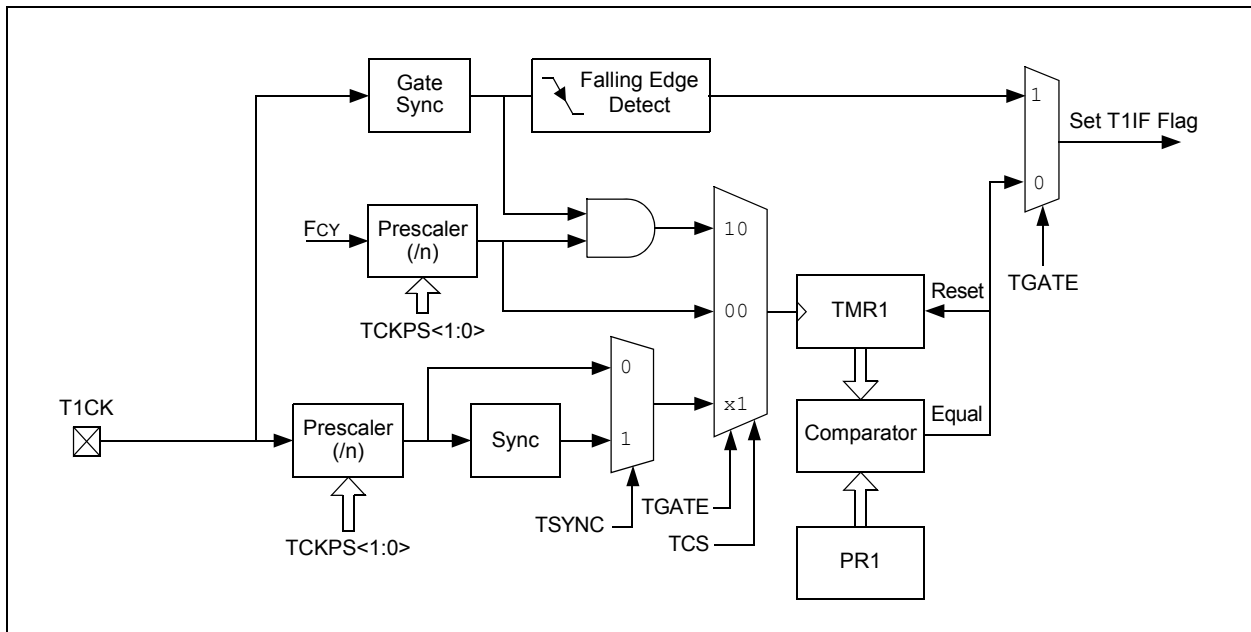 Gate
Sync
Falling Edge
Detect
1
Set T1IF Flag
0
FCY
Prescaler
(/n)
10
TGATE
TCKPS<1:0>
00
TMR1
Reset
0
x1
T1CK
Prescaler
(/n)
Sync
1
Comparator
Equal
TGATE
TSYNC
TCS
TCKPS<1:0>
PR1